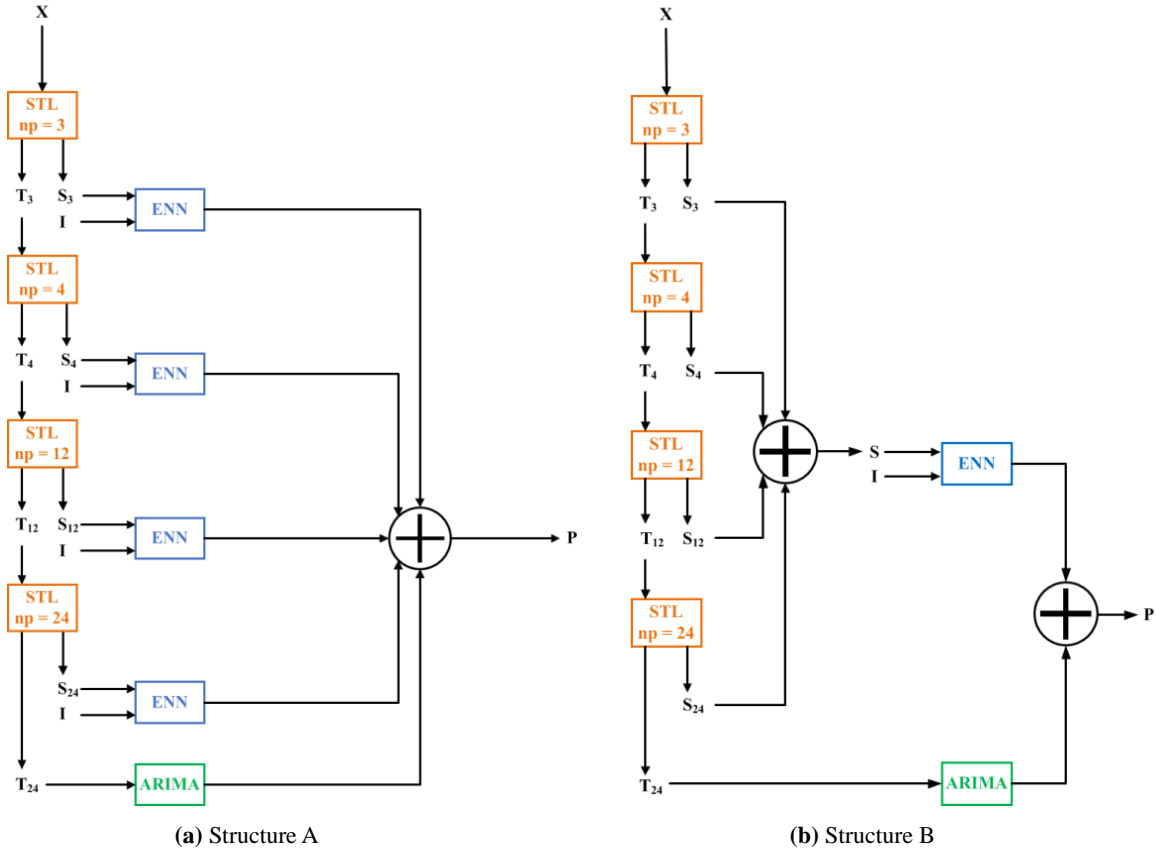 X
STL
np = 3
T₃ S₃
I
ENN
STL
np = 4
T₄ S₄
I
ENN
STL
np = 12
T₁₂ S₁₂
I
ENN
P
STL
np = 24
S₂₄
I
ENN
T₂₄
ARIMA
(a) Structure A
X
STL
np = 3
T₃ S₃
STL
np = 4
T₄ S₄
STL
np = 12
S
I
ENN
T₁₂ S₁₂
STL
np = 24
P
S₂₄
T₂₄
ARIMA
(b) Structure B